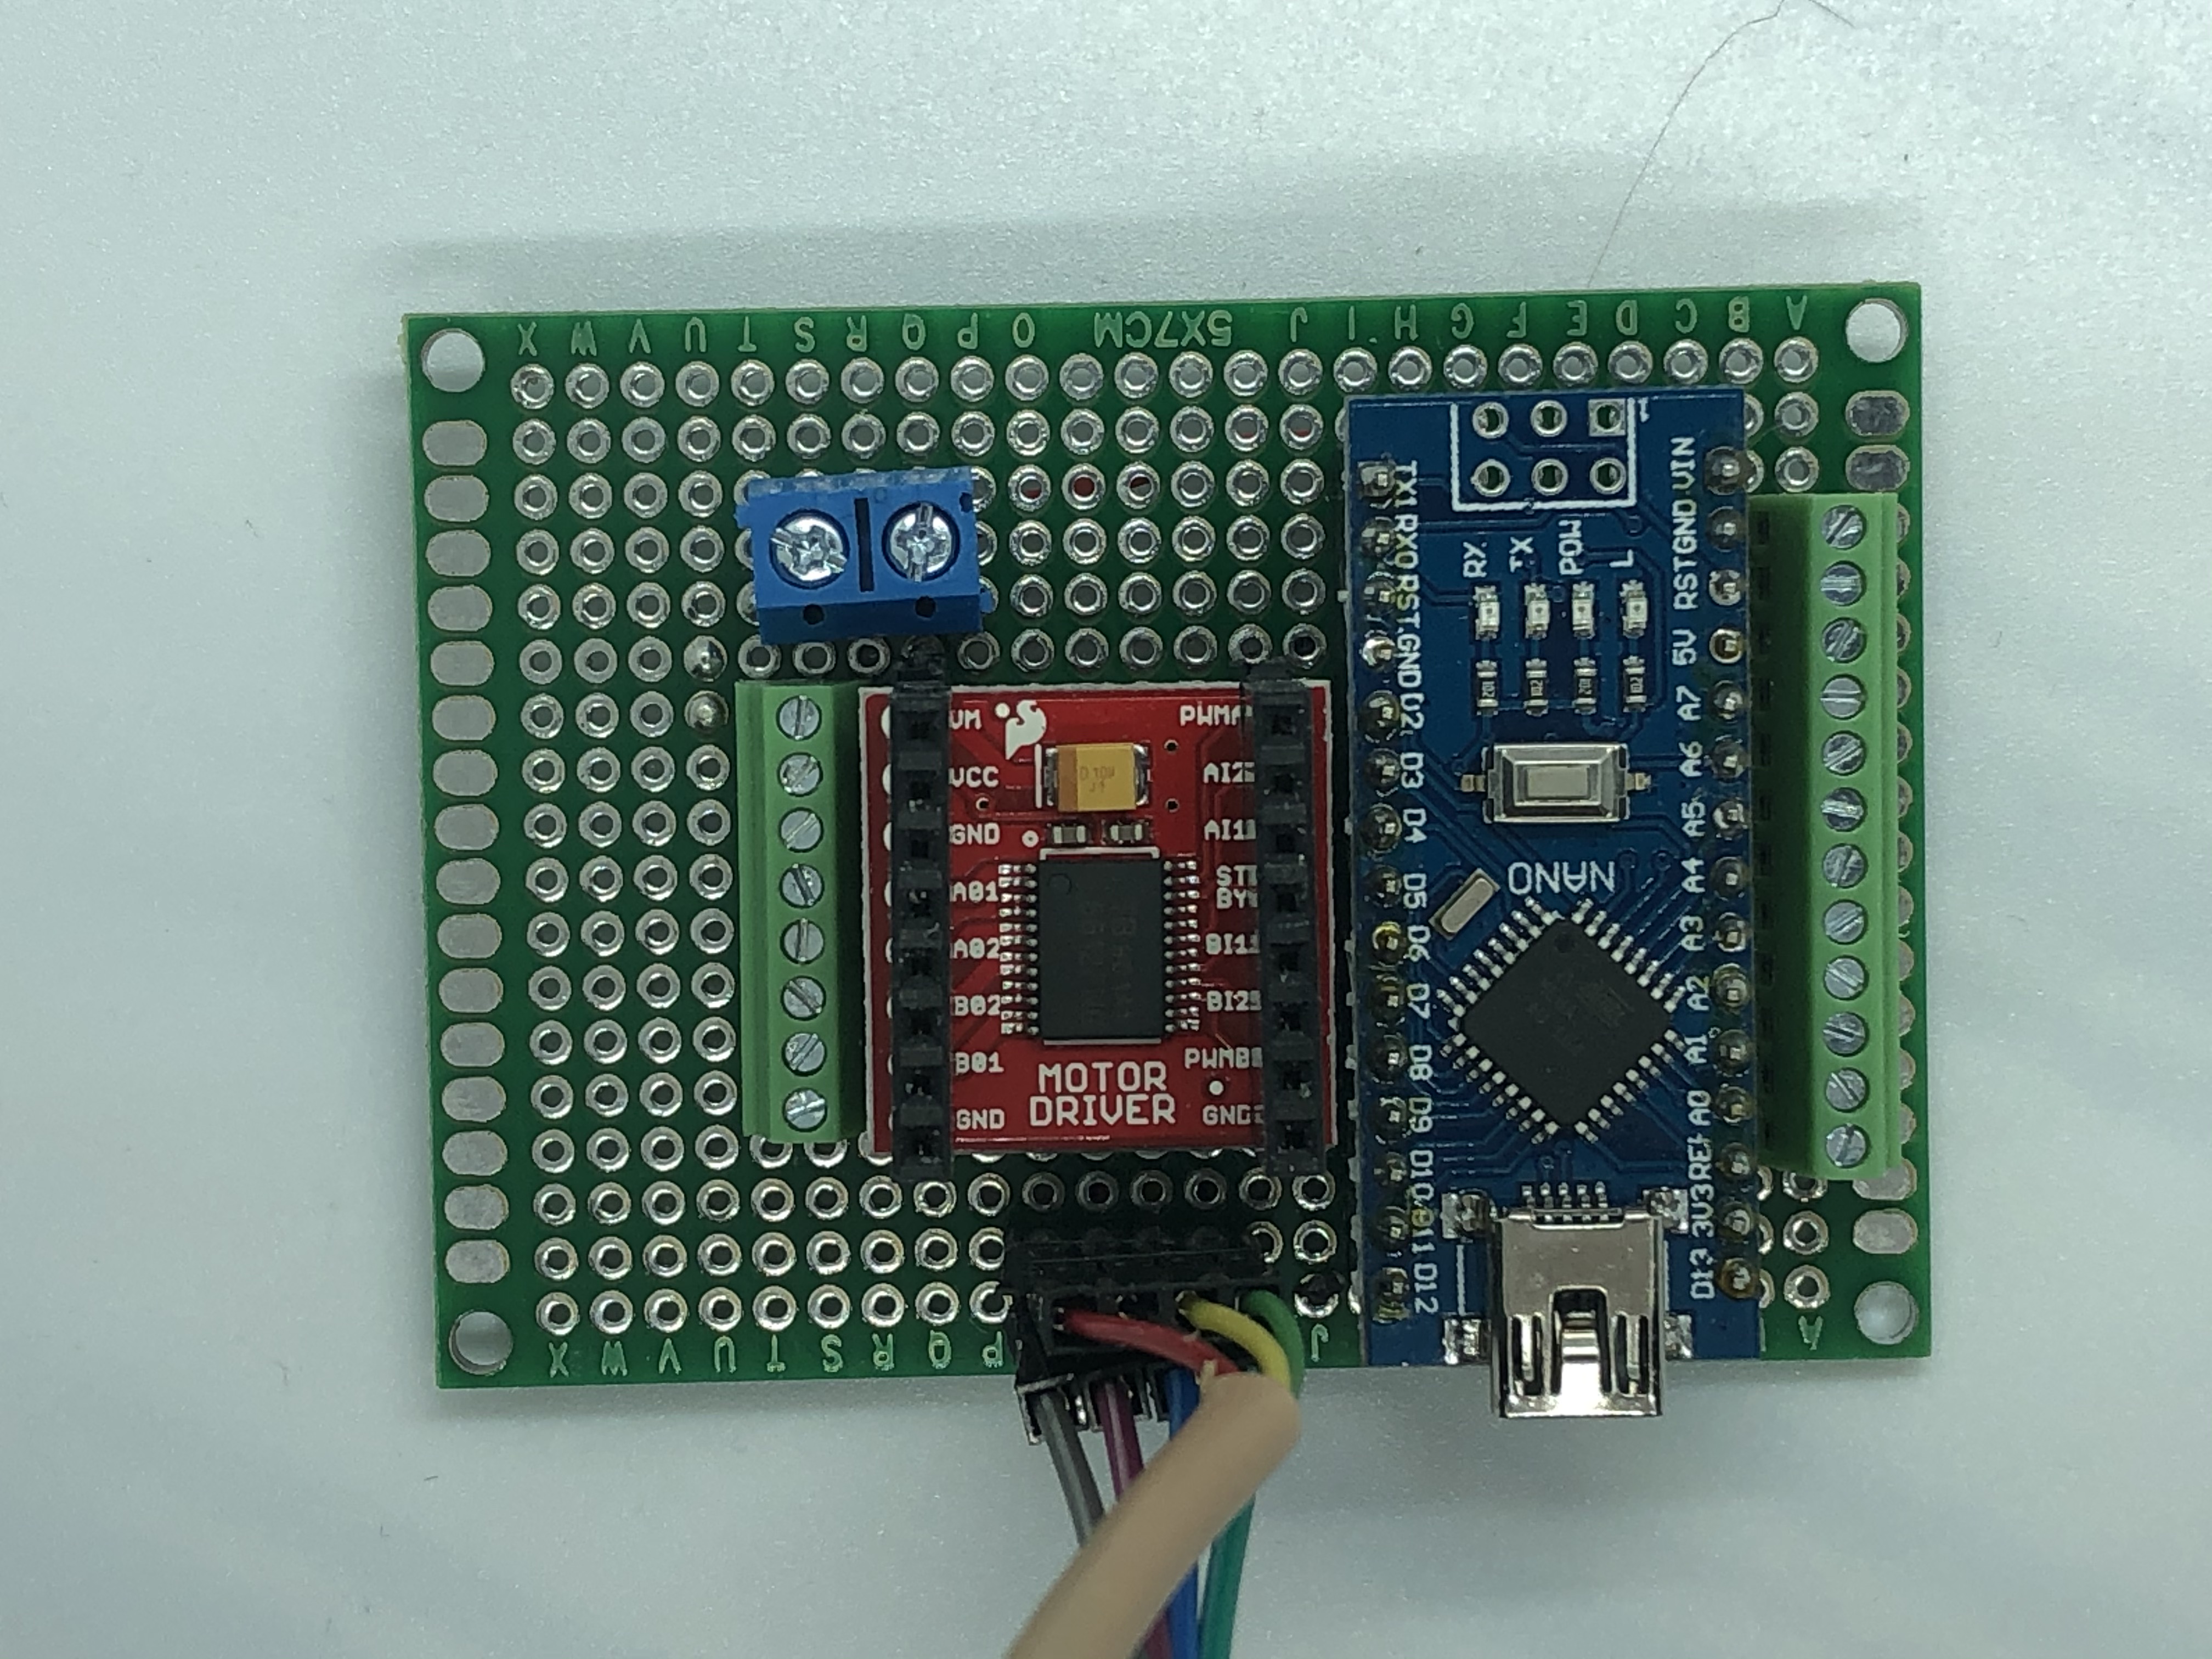 A
J
P Q R S T U V W X
D13
3V3
REF
A0
A1
A2
A3
A4
A5
A6
A7
5V
RST
GND
VIN
NANO
D12
D11
D10
D9
D8
D7
D6
D5
D4
D3
D2
GND
RST
RX0
TX1
L
POW
TX
RX
1
MOTOR
DRIVER
GND
PWMB
BI2
BI1
STBY
AI1
AI2
PWMA
GND
B01
B02
A02
A01
GND
VCC
VM
A B C D E F G H I J 5X7CM O P Q R S T U V W X